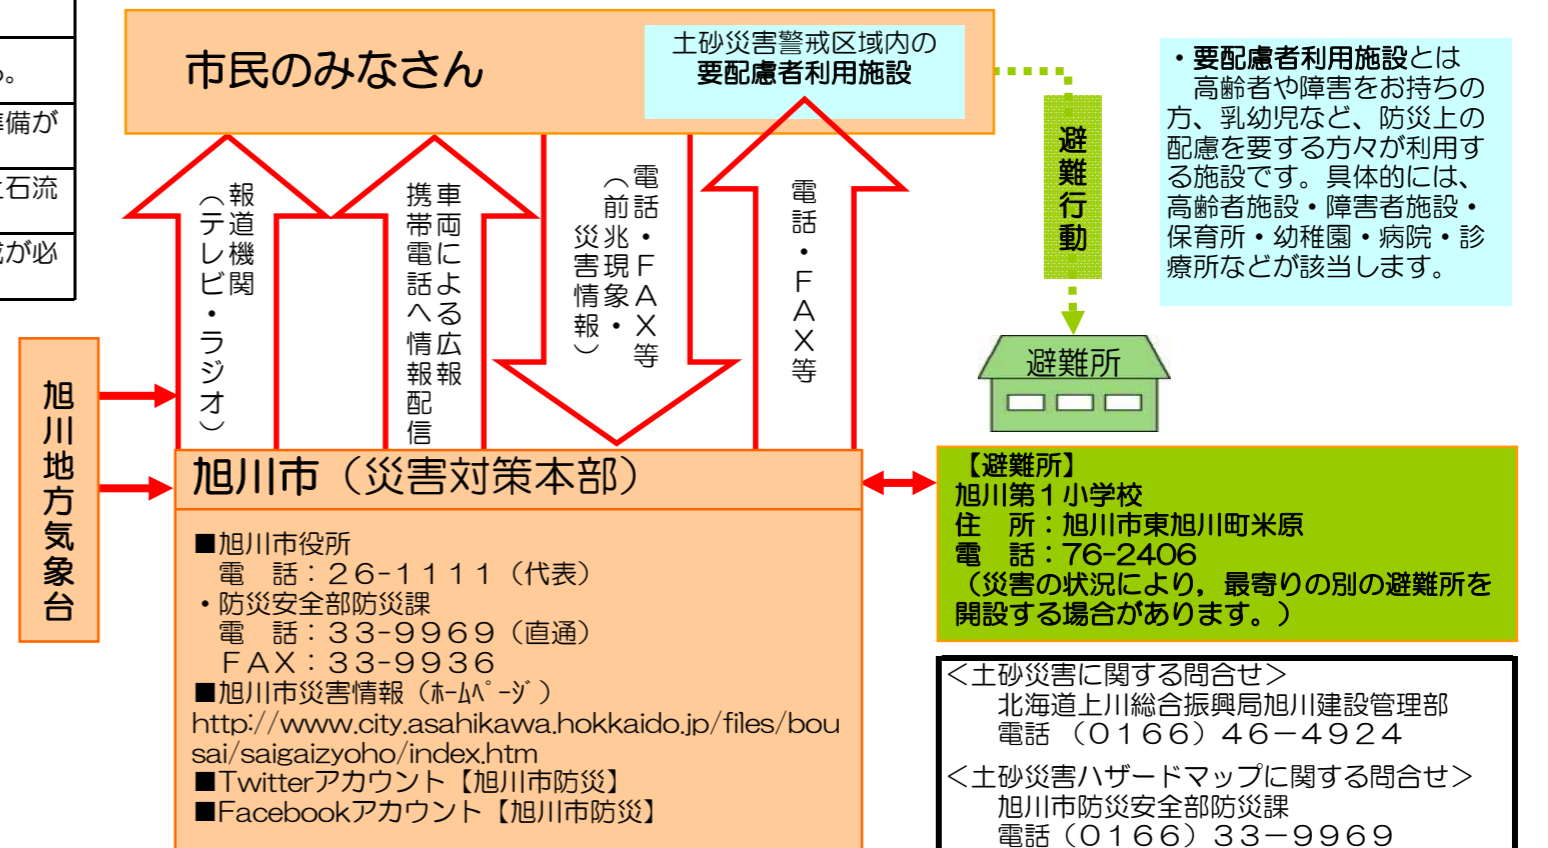 る。
準備が
土石流
成が必
市民のみなさん
土砂災害警戒区域内の
要配慮者利用施設
・要配慮者利用施設とは
高齢者や障害をお持ちの
方、乳幼児など、防災上の
配慮を要する方々が利用す
る施設です。具体的には、
高齢者施設・障害者施設・
保育所・幼稚園・病院・診
療所などが該当します。
報道機関
（テレビ・ラジオ）
車両による広報
携帯電話へ情報配信
電話・FAX等
（前兆現象・
災害情報）
電話・FAX等
避難行動
避難所
旭川地方気象台
旭川市（災害対策本部）
■旭川市役所
電　話：２６-１１１１（代表）
・防災安全部防災課
電　話：３３-９９６９（直通）
ＦＡＸ：３３-９９３６
■旭川市災害情報（ﾎｰﾑﾍﾟｰｼﾞ）
http://www.city.asahikawa.hokkaido.jp/files/bou
sai/saigaizyoho/index.htm
■Twitterアカウント【旭川市防災】
■Facebookアカウント【旭川市防災】
【避難所】
旭川第１小学校
住　所：旭川市東旭川町米原
電　話：76-2406
（災害の状況により，最寄りの別の避難所を
開設する場合があります。）
＜土砂災害に関する問合せ＞
北海道上川総合振興局旭川建設管理部
電話 （０１６６）４６－４９２４
＜土砂災害ハザードマップに関する問合せ＞
旭川市防災安全部防災課
電話（０１６６）３３－９９６９